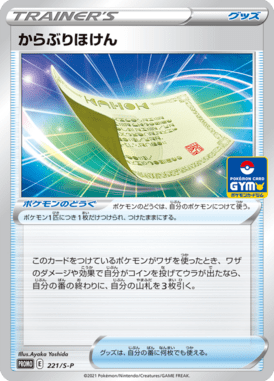 TRAINER'S
グッズ
からぶりほけん
POKÉMON CARD
GYM
ポケモンカードジム
ポケモンのどうぐ
ポケモンのどうぐは、自分のポケモンにつけて使う。
ポケモン1匹につき1枚だけつけられ、つけたままにする。
このカードをつけているポケモンがワザを使ったとき、ワザ
のダメージや効果で自分がコインを投げてウラが出たなら、
自分の番の終わりに、自分の山札を3枚引く。
Illus.Ayaka Yoshida
PROMO E 221/S-P
グッズは、自分の番に何枚でも使える。
©2021 Pokémon/Nintendo/Creatures/GAME FREAK.